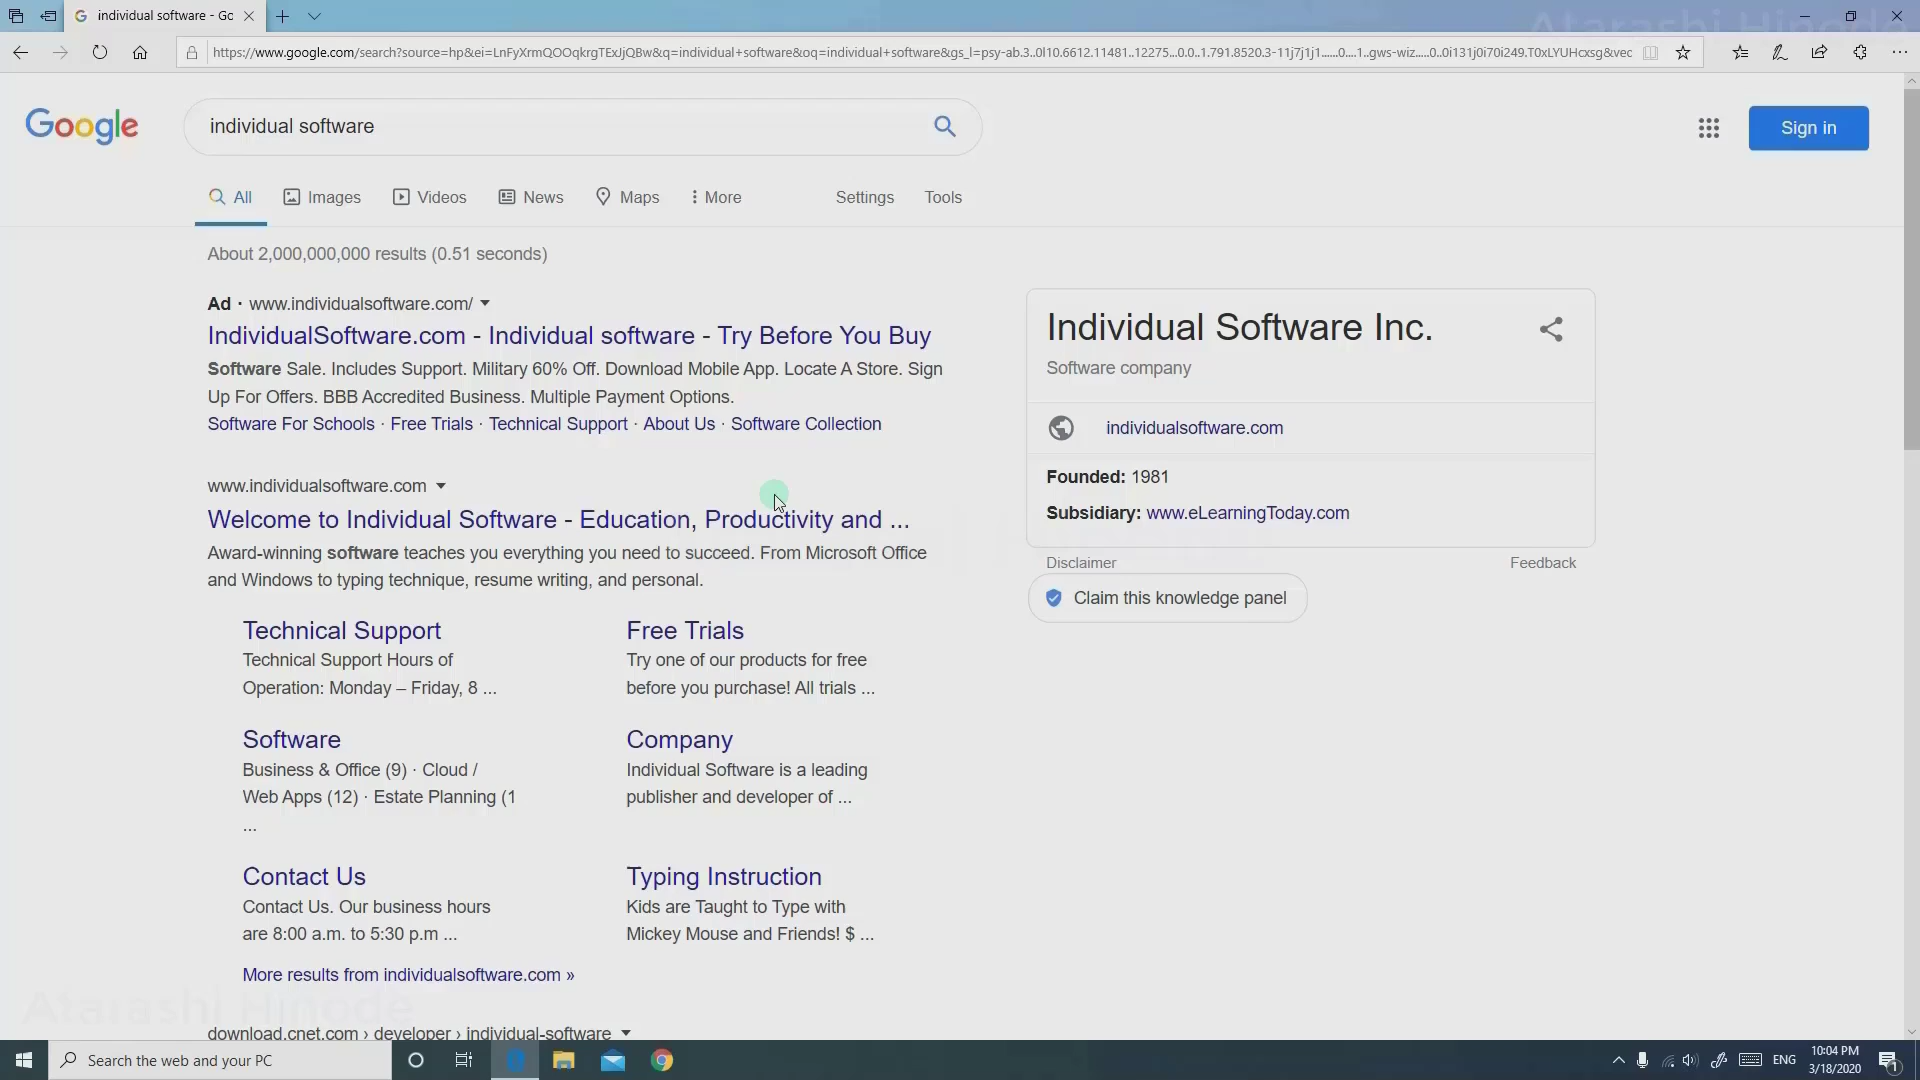 individual software - Go
https://www.google.com/search?source=hp&ei=LnFyXrmQOOqkrgTExJjQBw&q=individual+software&oq=individual+software&gs_l=psy-ab.3..0l10.6612.11481..12275...0.0..1.791.8520.3-11j7j1j1......0....1..gws-wiz.....0..0i131j0i70i249.T0xLYUHcxsg&vec
Google
individual software
Sign in
All
Images
Videos
News
Maps
More
Settings
Tools
About 2,000,000,000 results (0.51 seconds)
Ad · www.individualsoftware.com/
IndividualSoftware.com - Individual software - Try Before You Buy
Software Sale. Includes Support. Military 60% Off. Download Mobile App. Locate A Store. Sign
Up For Offers. BBB Accredited Business. Multiple Payment Options.
Software For Schools · Free Trials · Technical Support · About Us · Software Collection
www.individualsoftware.com
Welcome to Individual Software - Education, Productivity and ...
Award-winning software teaches you everything you need to succeed. From Microsoft Office
and Windows to typing technique, resume writing, and personal.
Technical Support
Technical Support Hours of
Operation: Monday – Friday, 8 ...
Free Trials
Try one of our products for free
before you purchase! All trials ...
Software
Business & Office (9) · Cloud /
Web Apps (12) · Estate Planning (1
...
Company
Individual Software is a leading
publisher and developer of ...
Contact Us
Contact Us. Our business hours
are 8:00 a.m. to 5:30 p.m ...
Typing Instruction
Kids are Taught to Type with
Mickey Mouse and Friends! $ ...
More results from individualsoftware.com »
download.cnet.com › developer › individual-software
Individual Software Inc.
Software company
individualsoftware.com
Founded: 1981
Subsidiary: www.eLearningToday.com
Disclaimer
Feedback
Claim this knowledge panel
Atarashi Hinode
Atarashi Hinode
Search the web and your PC
ENG
10:04 PM
3/18/2020
1